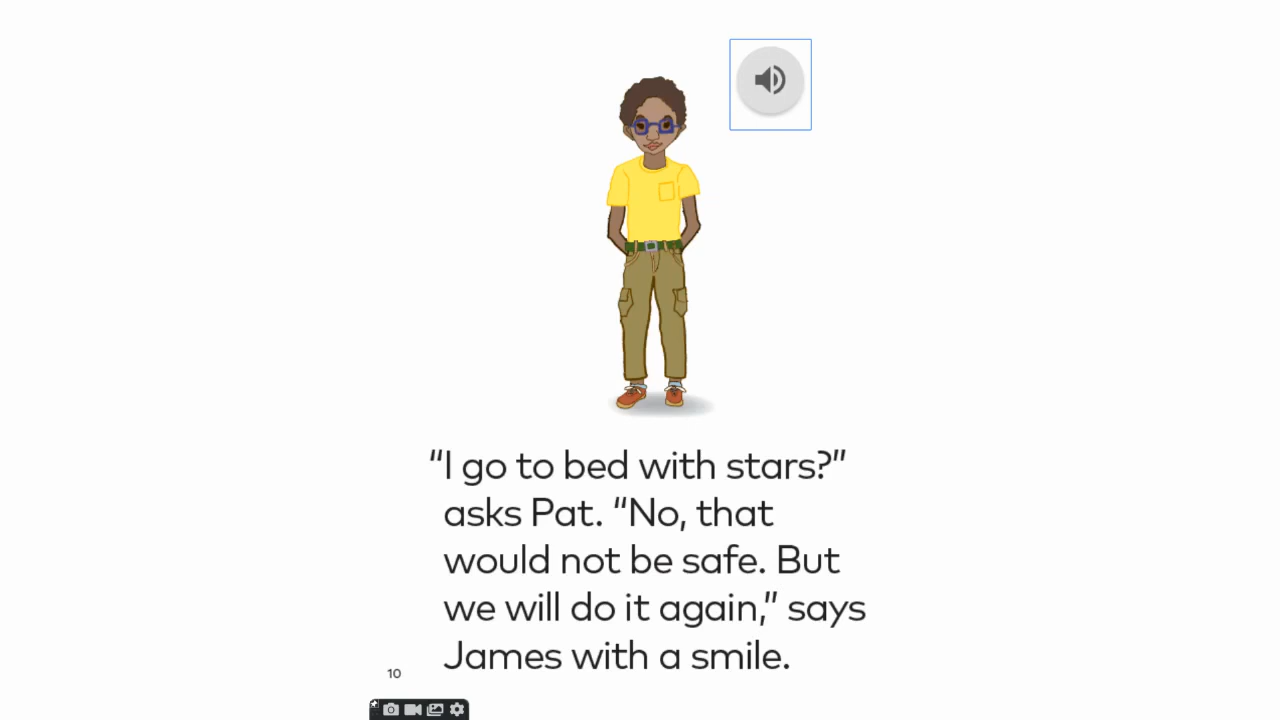 “I go to bed with stars?”
asks Pat. “No, that
would not be safe. But
we will do it again,” says
James with a smile.
10